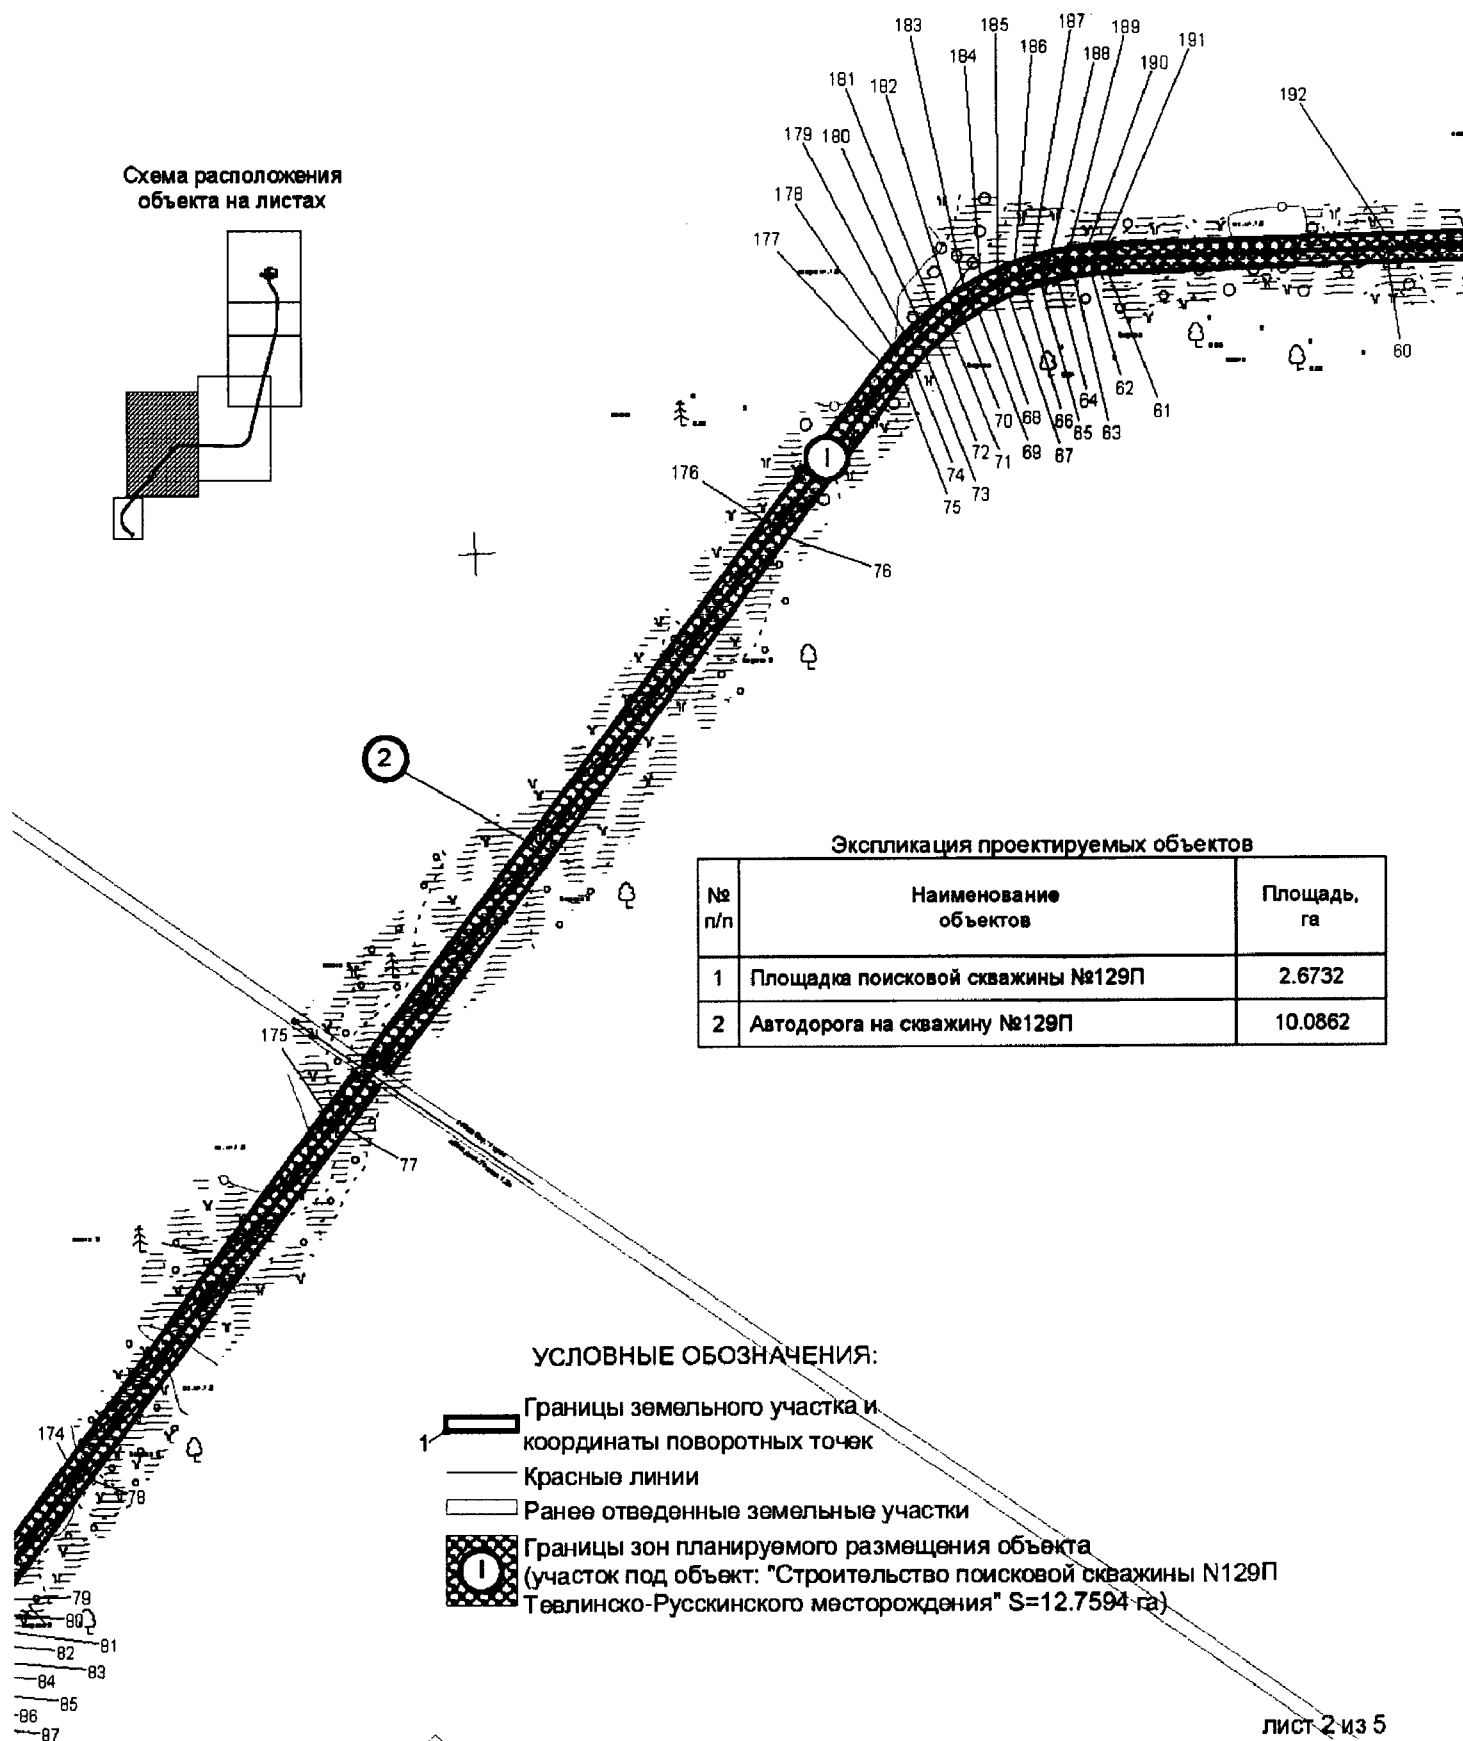 183
184
185
186
187
188
189
190
191
192
181
182
179
180
178
177
Схема расположения
объекта на листах
60
61
62
63
64
65
66
67
68
69
70
71
72
73
74
75
I
176
76
2
Экспликация проектируемых объектов
№ п/п
Наименование объектов
Площадь, га
1 Площадка поисковой скважины №129П 2.6732
2 Автодорога на скважину №129П 10.0862
175
77
УСЛОВНЫЕ ОБОЗНАЧЕНИЯ:
1
Границы земельного участка и
координаты поворотных точек
Красные линии
Ранее отведенные земельные участки
I
Границы зон планируемого размещения объекта
(участок под объект: "Строительство поисковой скважины N129П
Тевлинско-Русскинского месторождения" S=12.7594 га)
174
78
79
80
81
82
83
84
85
86
87
лист 2 из 5